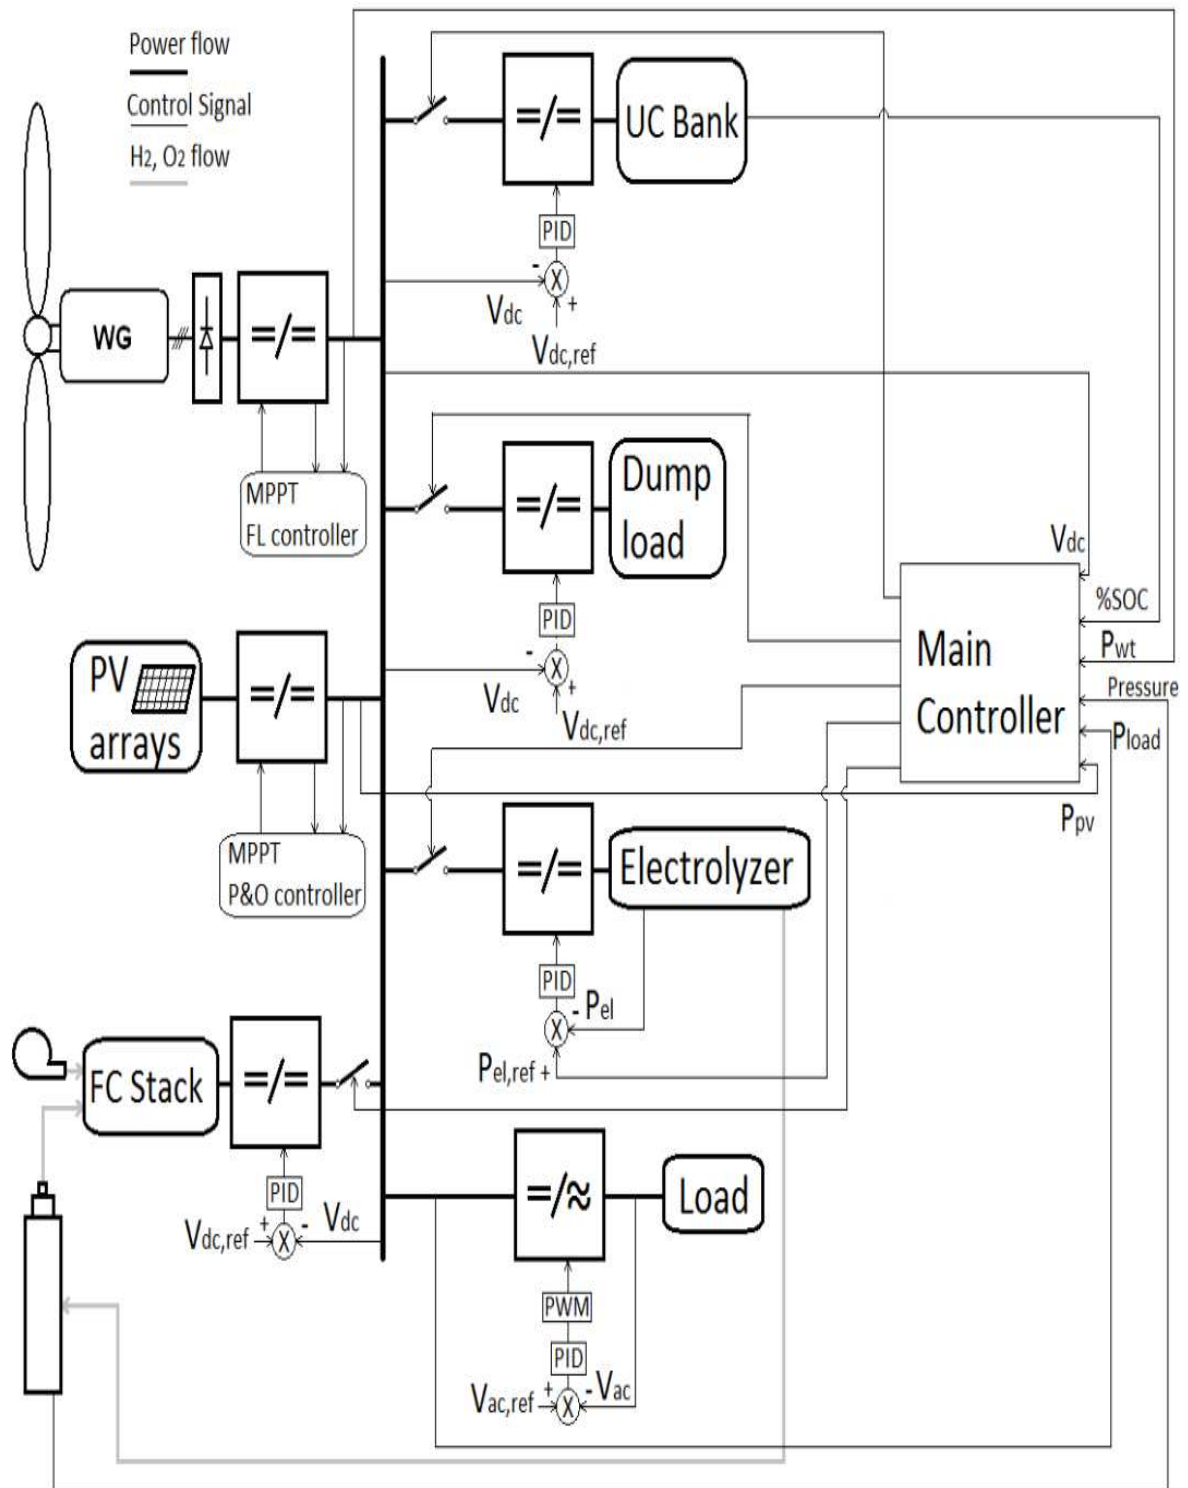 Power flow
Control Signal
H2, O2 flow
=/=
UC Bank
PID
-
X
+
Vdc
Vdc,ref
WG
=/=
MPPT
FL controller
=/=
Dump
load
PID
-
X
+
Vdc
Vdc,ref
Vdc
%SOC
Pwt
Pressure
Pload
Ppv
Main
Controller
PV
arrays
=/=
MPPT
P&O controller
=/=
Electrolyzer
PID
- Pel
X
Pel,ref +
FC Stack
=/=
PID
Vdc,ref + X - Vdc
=/≈
Load
PWM
PID
Vac,ref + X - Vac